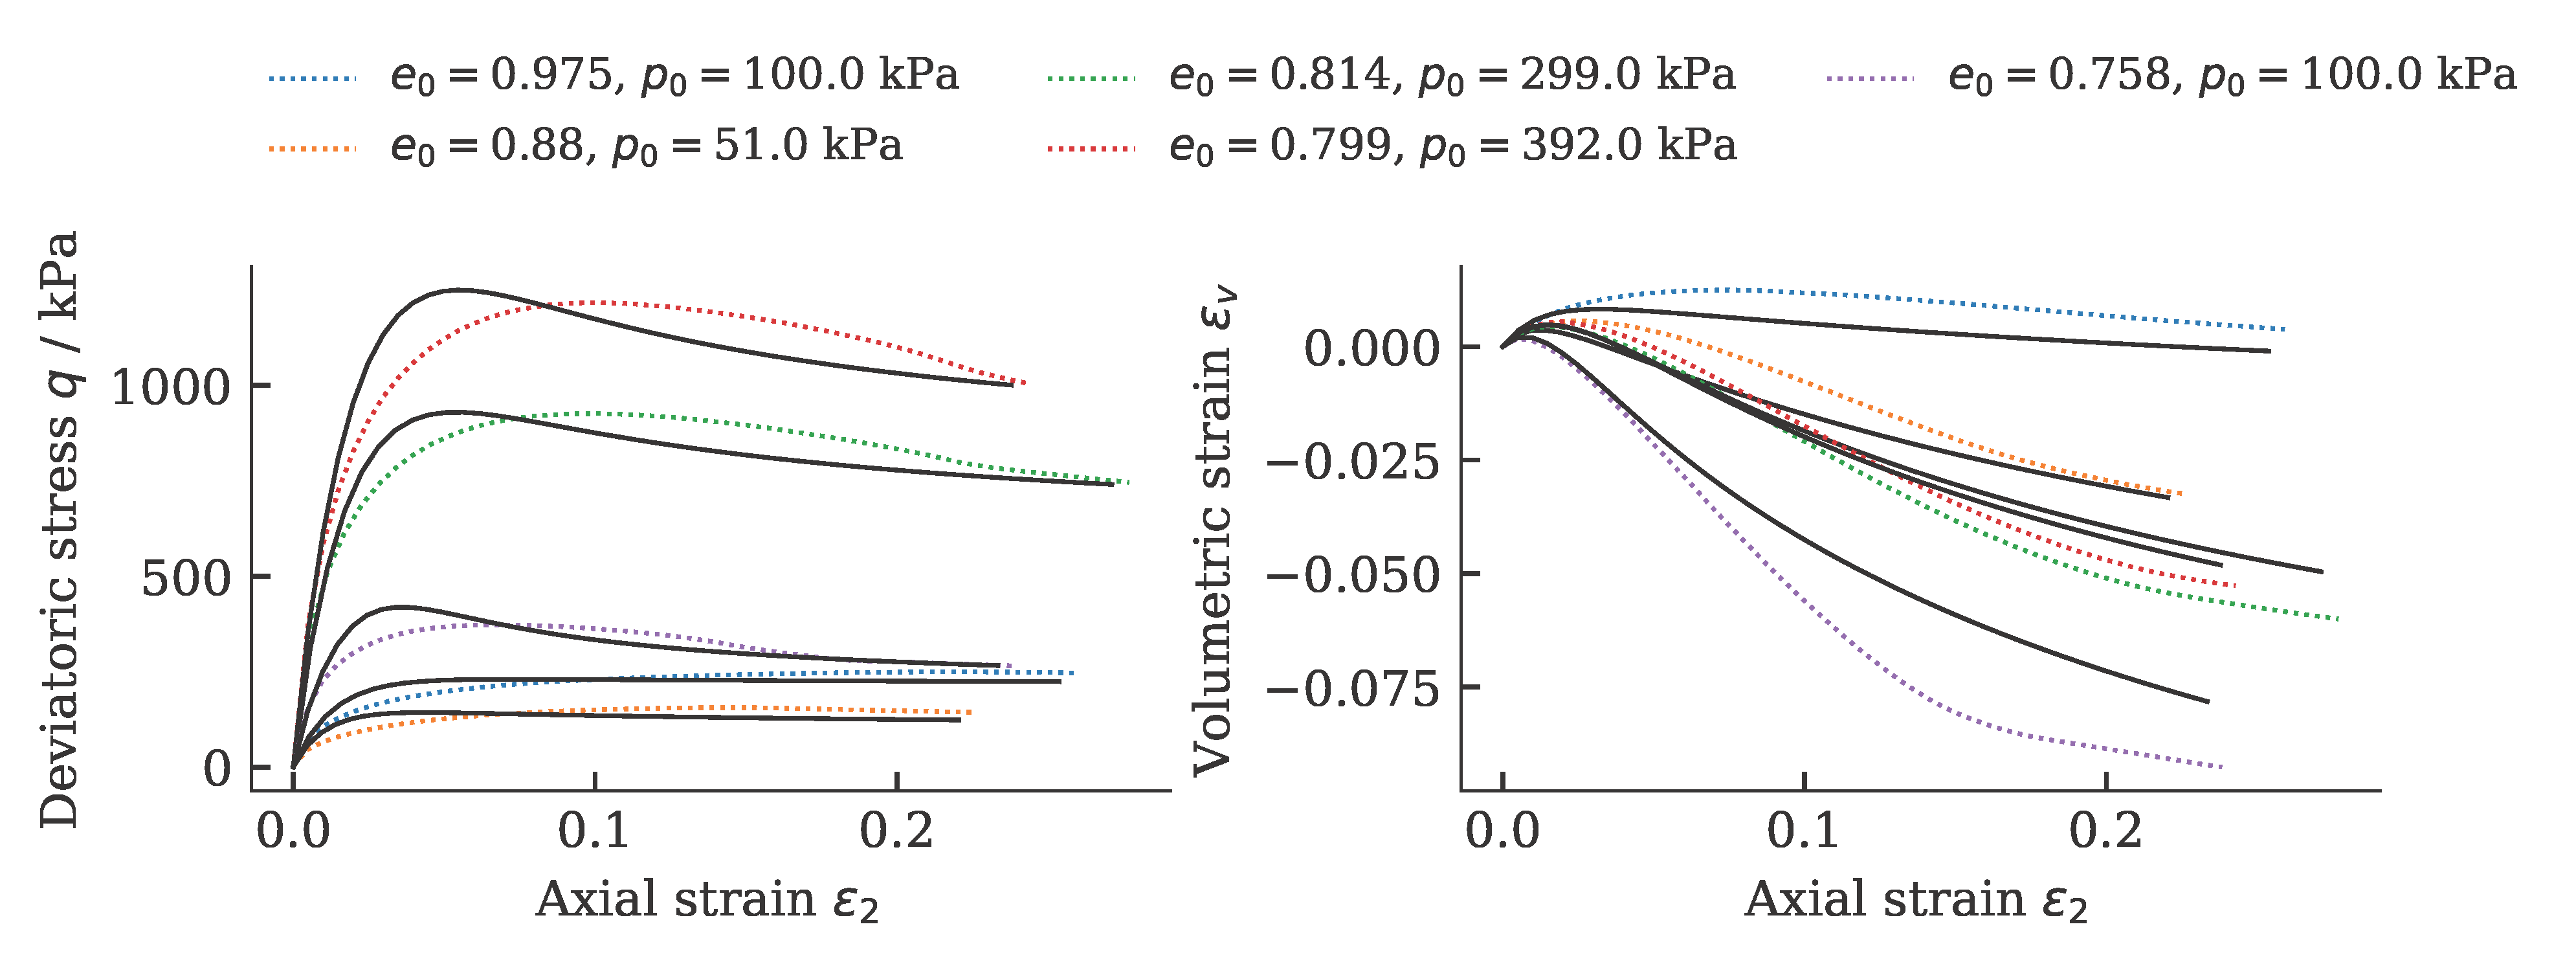 e₀ = 0.975, p₀ = 100.0 kPa
e₀ = 0.88, p₀ = 51.0 kPa
e₀ = 0.814, p₀ = 299.0 kPa
e₀ = 0.799, p₀ = 392.0 kPa
e₀ = 0.758, p₀ = 100.0 kPa
Deviatoric stress q / kPa
1000
500
0
0.0 0.1 0.2
Axial strain ε₂
Volumetric strain εᵥ
0.000
−0.025
−0.050
−0.075
0.0 0.1 0.2
Axial strain ε₂